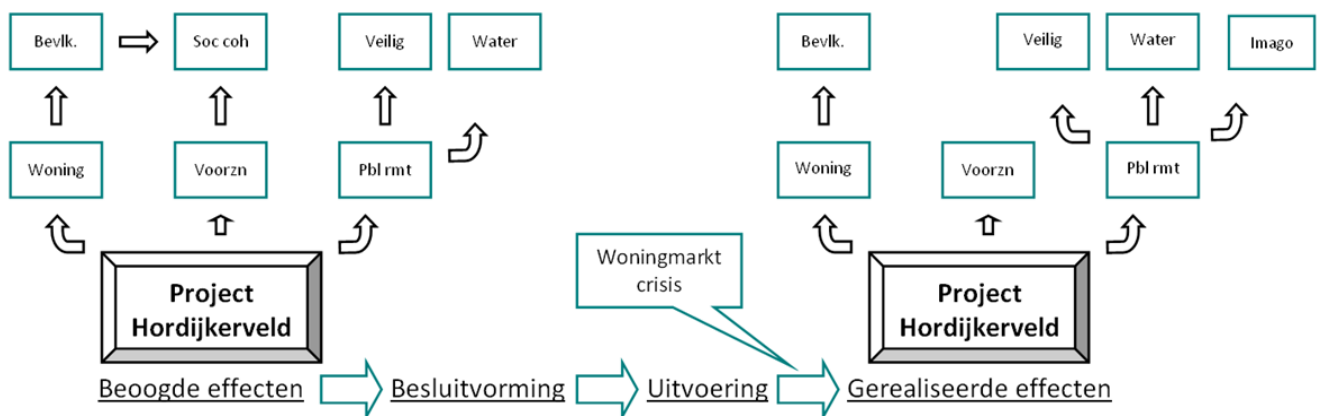 Bevlk.
Soc coh
Veilig
Water
Bevlk.
Veilig
Water
Imago
Woning
Voorzn
Pbl rmt
Woning
Voorzn
Pbl rmt
Woningmarkt
crisis
Project
Hordijkerveld
Project
Hordijkerveld
Beoogde effecten
Besluitvorming
Uitvoering
Gerealiseerde effecten